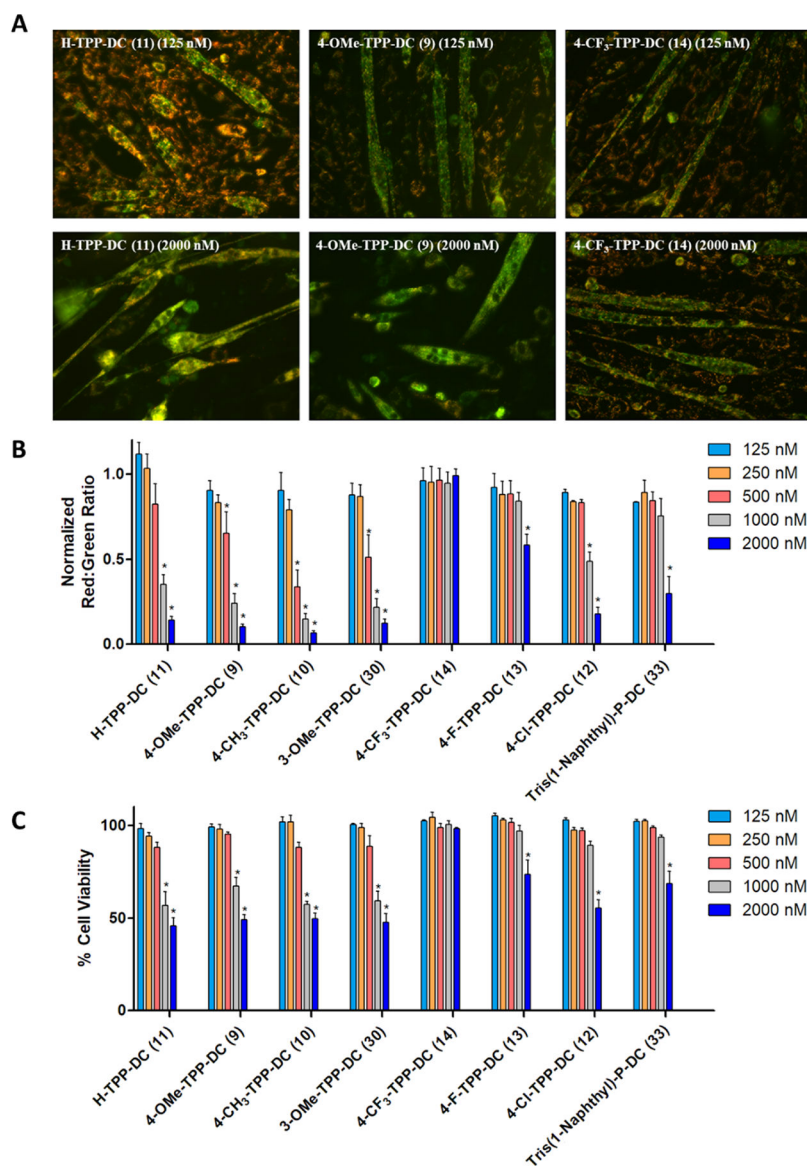 A
H-TPP-DC (11) (125 nM)
4-OMe-TPP-DC (9) (125 nM)
4-CF₃-TPP-DC (14) (125 nM)
H-TPP-DC (11) (2000 nM)
4-OMe-TPP-DC (9) (2000 nM)
4-CF₃-TPP-DC (14) (2000 nM)
B
Normalized
Red:Green Ratio
1.0
0.5
0.0
* * * * * * * * * * * * * * * *
125 nM
250 nM
500 nM
1000 nM
2000 nM
H-TPP-DC (11)
4-OMe-TPP-DC (9)
4-CH₃-TPP-DC (10)
3-OMe-TPP-DC (30)
4-CF₃-TPP-DC (14)
4-F-TPP-DC (13)
4-Cl-TPP-DC (12)
Tris(1-Naphthyl)-P-DC (33)
C
% Cell Viability
100
50
0
* * * * * * * * * * * *
125 nM
250 nM
500 nM
1000 nM
2000 nM
H-TPP-DC (11)
4-OMe-TPP-DC (9)
4-CH₃-TPP-DC (10)
3-OMe-TPP-DC (30)
4-CF₃-TPP-DC (14)
4-F-TPP-DC (13)
4-Cl-TPP-DC (12)
Tris(1-Naphthyl)-P-DC (33)